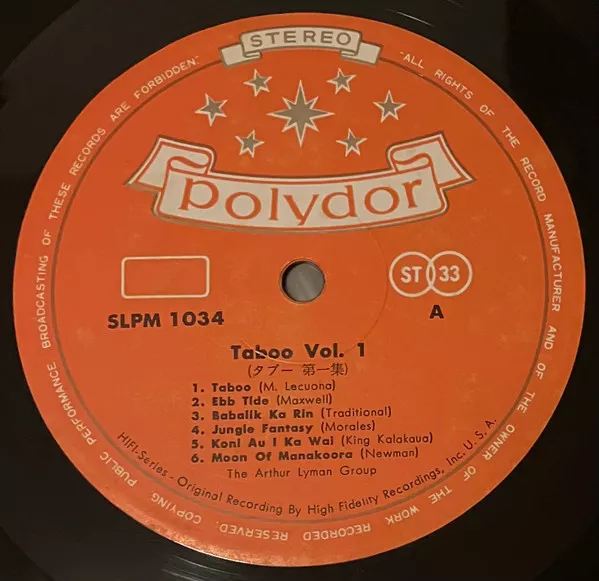 STEREO
polydor
ST 33
SLPM 1034
A
Taboo Vol. 1
(タブー 第一集)
1. Taboo (M. Lecuona)
2. Ebb Tide (Maxwell)
3. Babalik Ka Rin (Traditional)
4. Jungle Fantasy (Morales)
5. Koni Au I Ka Wai (King Kalakaua)
6. Moon Of Manakoora (Newman)
The Arthur Lyman Group
HIFI-Series - Original Recording By High Fidelity Recordings, Inc. U.S.A.
"ALL RIGHTS OF THE RECORD MANUFACTURER AND OF THE OWNER OF THE WORK RECORDED RESERVED. COPYING PUBLIC PERFORMANCE BROADCASTING OF THESE RECORDS ARE FORBIDDEN"